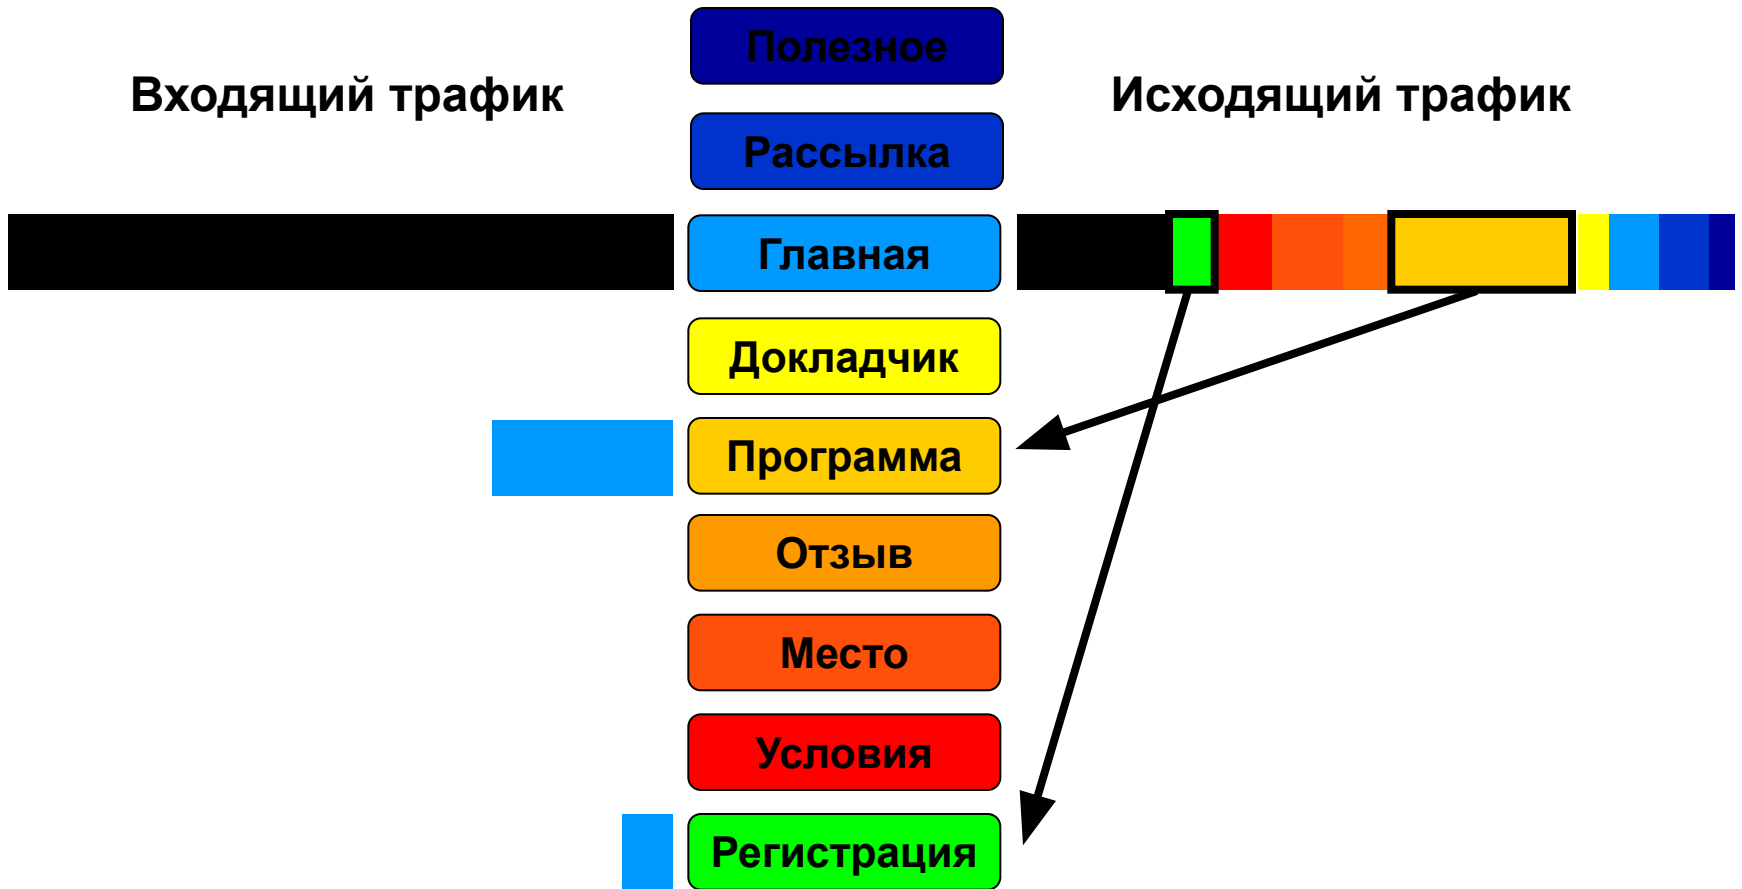 Полезное
Входящий трафик
Исходящий трафик
Рассылка
Главная
Докладчик
Программа
Отзыв
Место
Условия
Регистрация